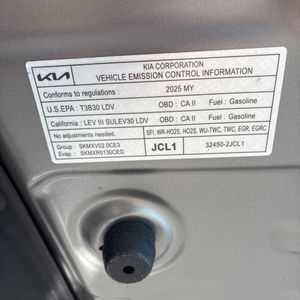 KIA
KIA CORPORATION
VEHICLE EMISSION CONTROL INFORMATION
Conforms to regulations : 2025 MY
U.S.EPA : T3B30 LDV OBD : CA II Fuel : Gasoline
California : LEV III SULEV30 LDV OBD : CA II Fuel : Gasoline
No adjustments needed. SFI, WR-HO2S, HO2S, WU-TWC, TWC, EGR, EGRC
Group : SKMXV02.0CE3 JCL1 32450-2JCL1
Evap. : SKMXR0130CEG